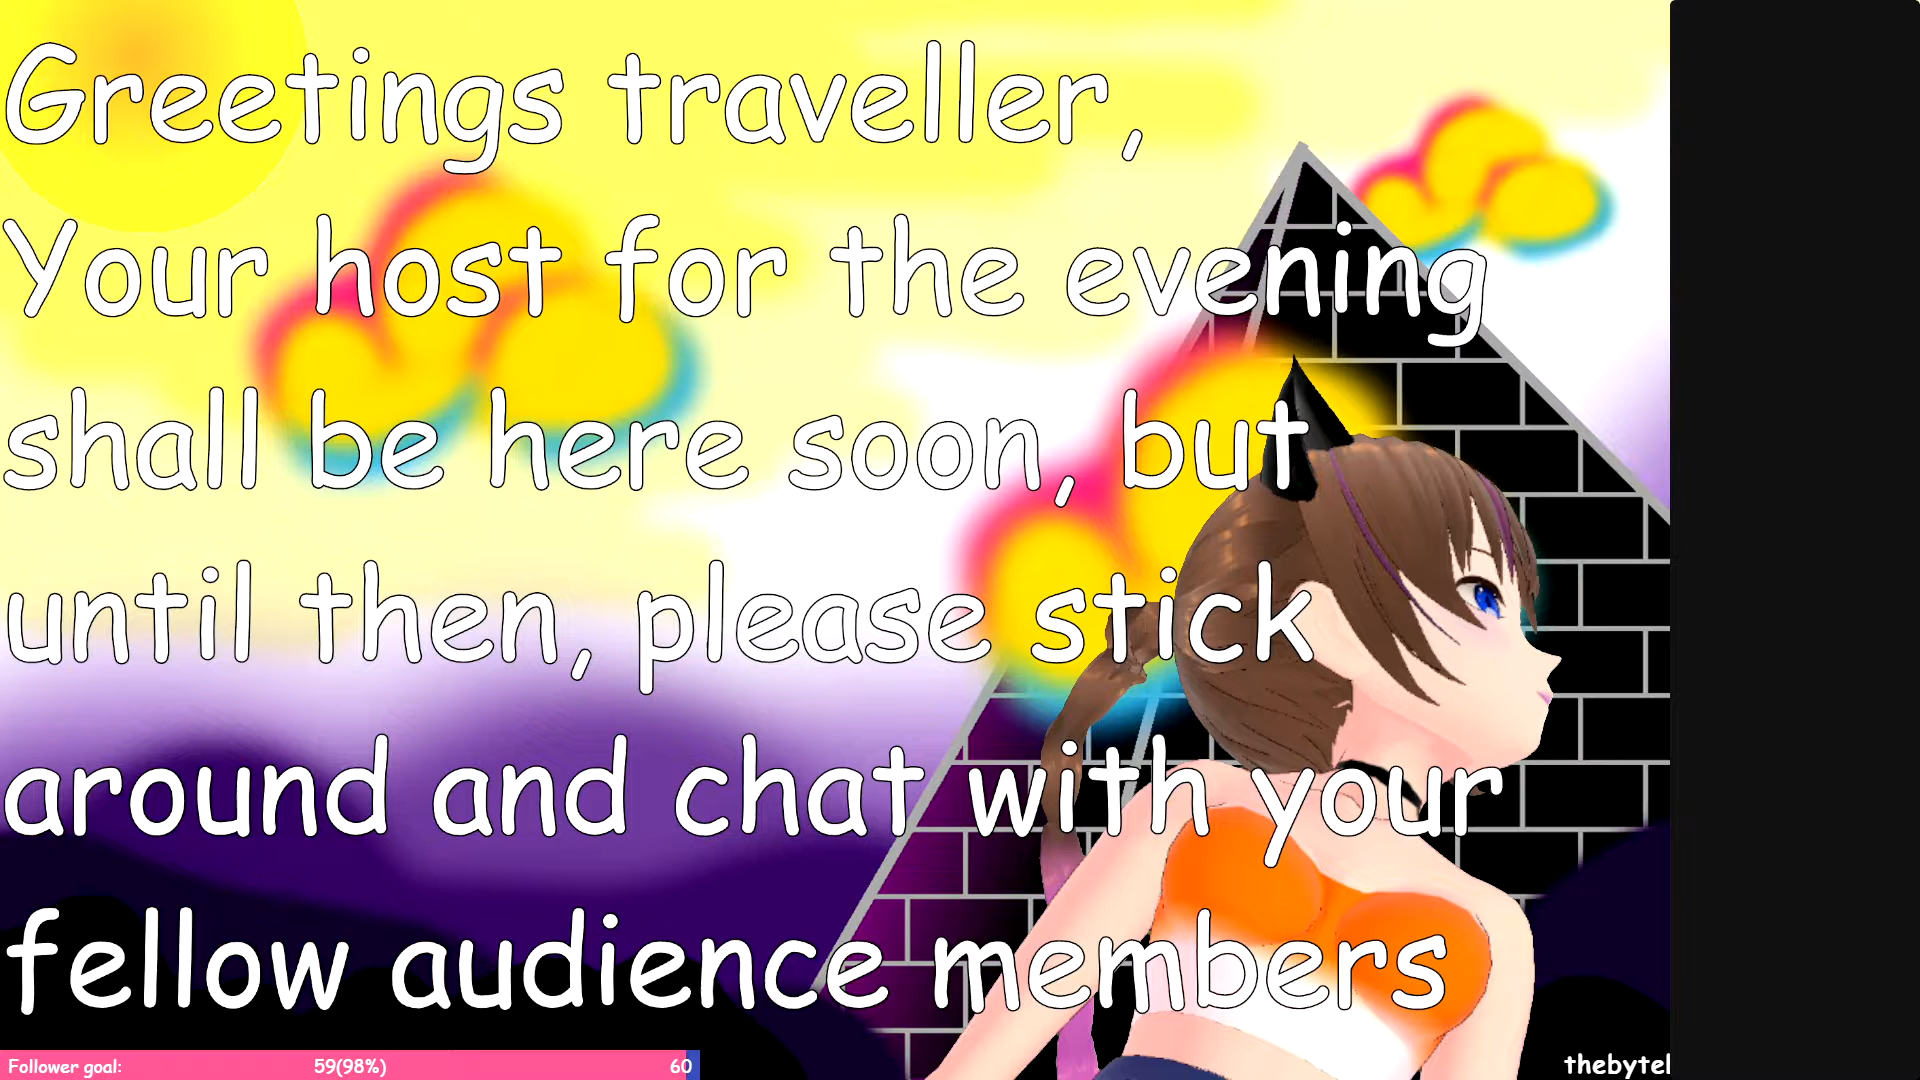 Greetings traveller,
Your host for the evening
shall be here soon, but
until then, please stick
around and chat with your
fellow audience members
Follower goal: 59(98%) 60